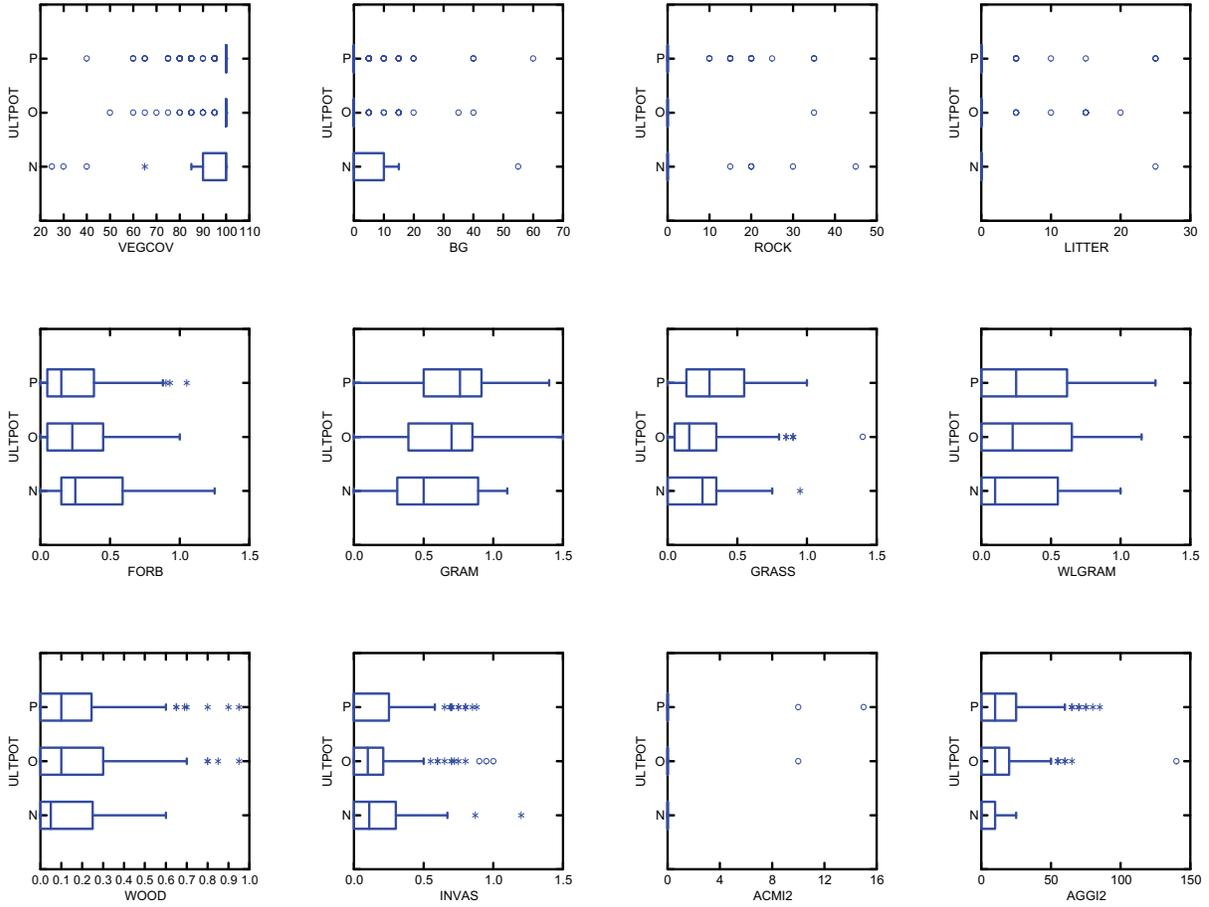 P
O
N
ULTPOT
20 30 40 50 60 70 80 90 100 110
VEGCOV
P
O
N
ULTPOT
0 10 20 30 40 50 60 70
BG
P
O
N
ULTPOT
0 10 20 30 40 50
ROCK
P
O
N
ULTPOT
0 10 20 30
LITTER
P
O
N
ULTPOT
0.0 0.5 1.0 1.5
FORB
P
O
N
ULTPOT
0.0 0.5 1.0 1.5
GRAM
P
O
N
ULTPOT
0.0 0.5 1.0 1.5
GRASS
P
O
N
ULTPOT
0.0 0.5 1.0 1.5
WLGRAM
P
O
N
ULTPOT
0.0 0.1 0.2 0.3 0.4 0.5 0.6 0.7 0.8 0.9 1.0
WOOD
P
O
N
ULTPOT
0.0 0.5 1.0 1.5
INVAS
P
O
N
ULTPOT
0 4 8 12 16
ACMI2
P
O
N
ULTPOT
0 50 100 150
AGGI2